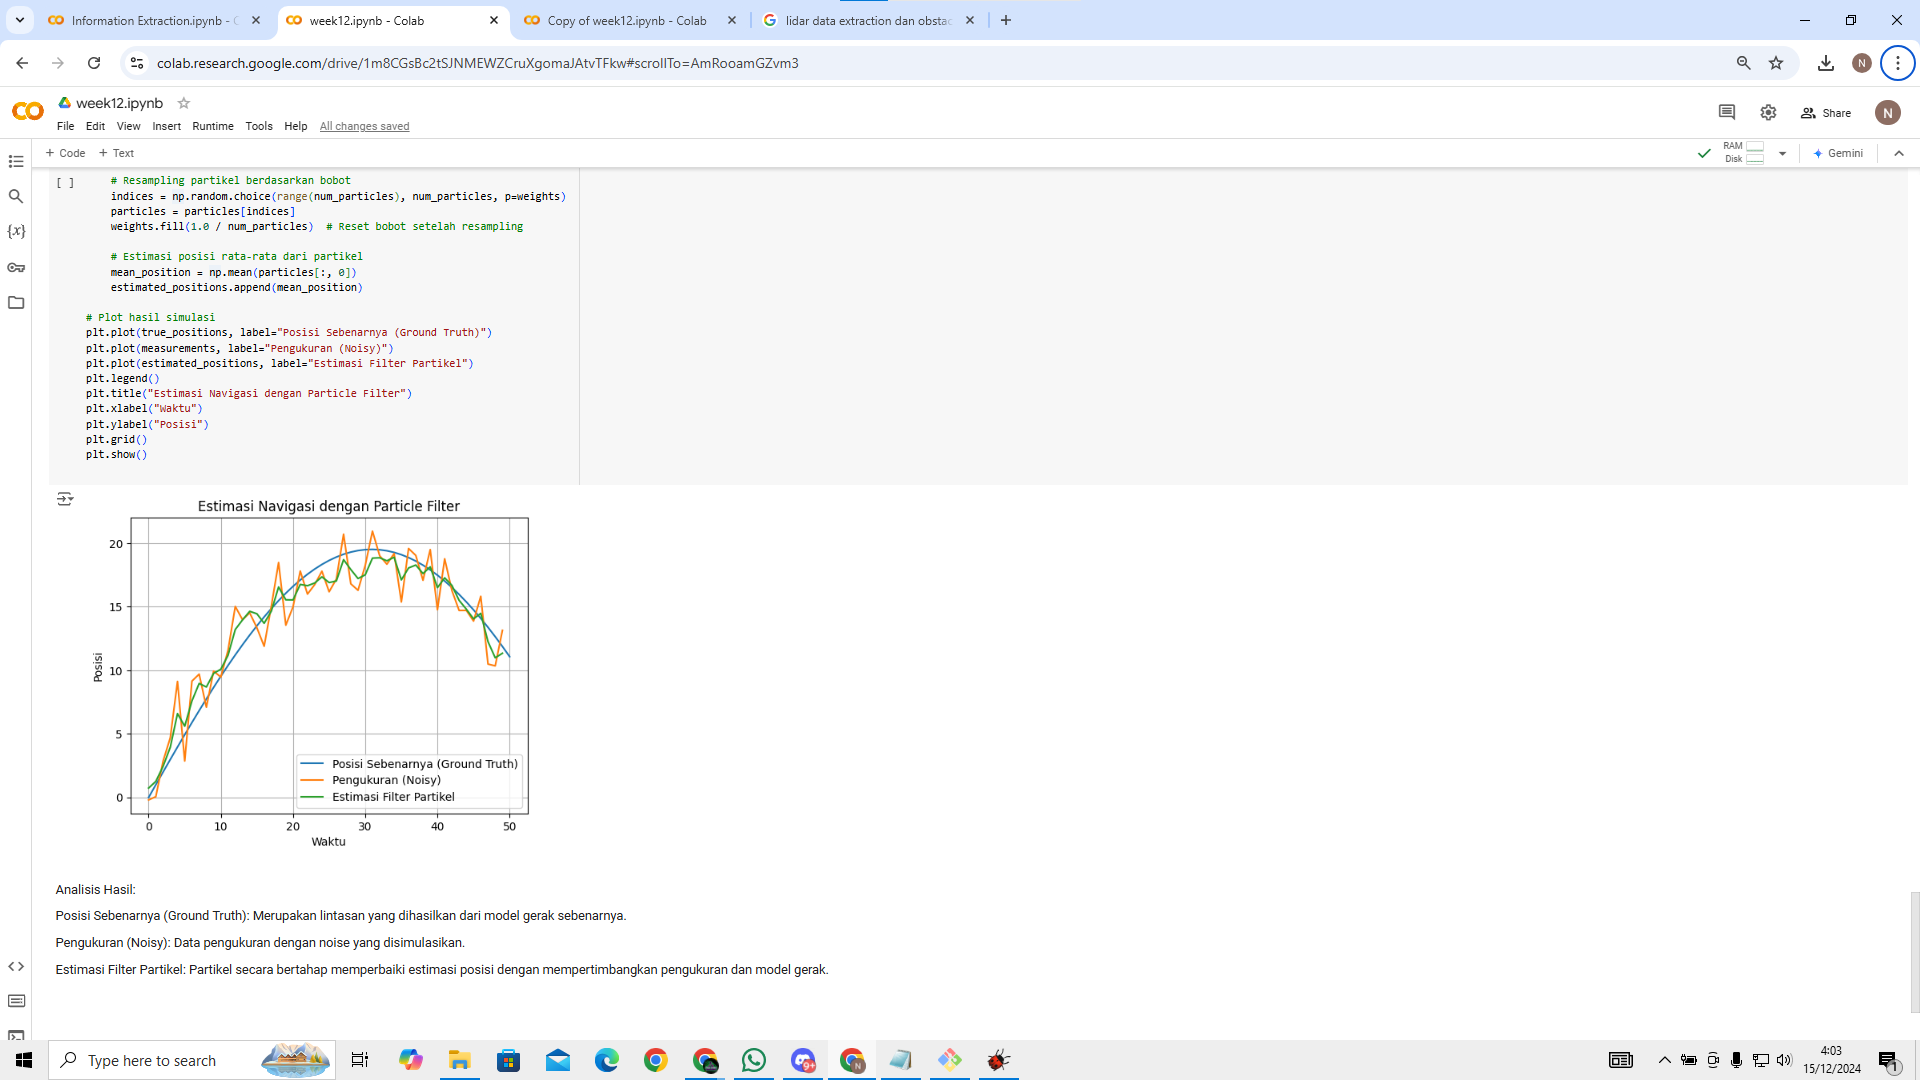 Information Extraction.ipynb - C
week12.ipynb - Colab
Copy of week12.ipynb - Colab
lidar data extraction dan obsta
colab.research.google.com/drive/1m8CGsBc2tSJNMEWZCruXgomaJAtvTFkw#scrollTo=AmRooamGZvm3
N
week12.ipynb
File Edit View Insert Runtime Tools Help All changes saved
Share
N
+ Code + Text
RAM
Disk
Gemini
[ ]
# Resampling partikel berdasarkan bobot
indices = np.random.choice(range(num_particles), num_particles, p=weights)
particles = particles[indices]
weights.fill(1.0 / num_particles)  # Reset bobot setelah resampling
# Estimasi posisi rata-rata dari partikel
mean_position = np.mean(particles[:, 0])
estimated_positions.append(mean_position)
# Plot hasil simulasi
plt.plot(true_positions, label="Posisi Sebenarnya (Ground Truth)")
plt.plot(measurements, label="Pengukuran (Noisy)")
plt.plot(estimated_positions, label="Estimasi Filter Partikel")
plt.legend()
plt.title("Estimasi Navigasi dengan Particle Filter")
plt.xlabel("Waktu")
plt.ylabel("Posisi")
plt.grid()
plt.show()
Estimasi Navigasi dengan Particle Filter
20
15
10
5
0
Posisi
Posisi Sebenarnya (Ground Truth)
Pengukuran (Noisy)
Estimasi Filter Partikel
0 10 20 30 40 50
Waktu
Analisis Hasil:
Posisi Sebenarnya (Ground Truth): Merupakan lintasan yang dihasilkan dari model gerak sebenarnya.
Pengukuran (Noisy): Data pengukuran dengan noise yang disimulasikan.
Estimasi Filter Partikel: Partikel secara bertahap memperbaiki estimasi posisi dengan mempertimbangkan pengukuran dan model gerak.
Type here to search
4:03
15/12/2024
1